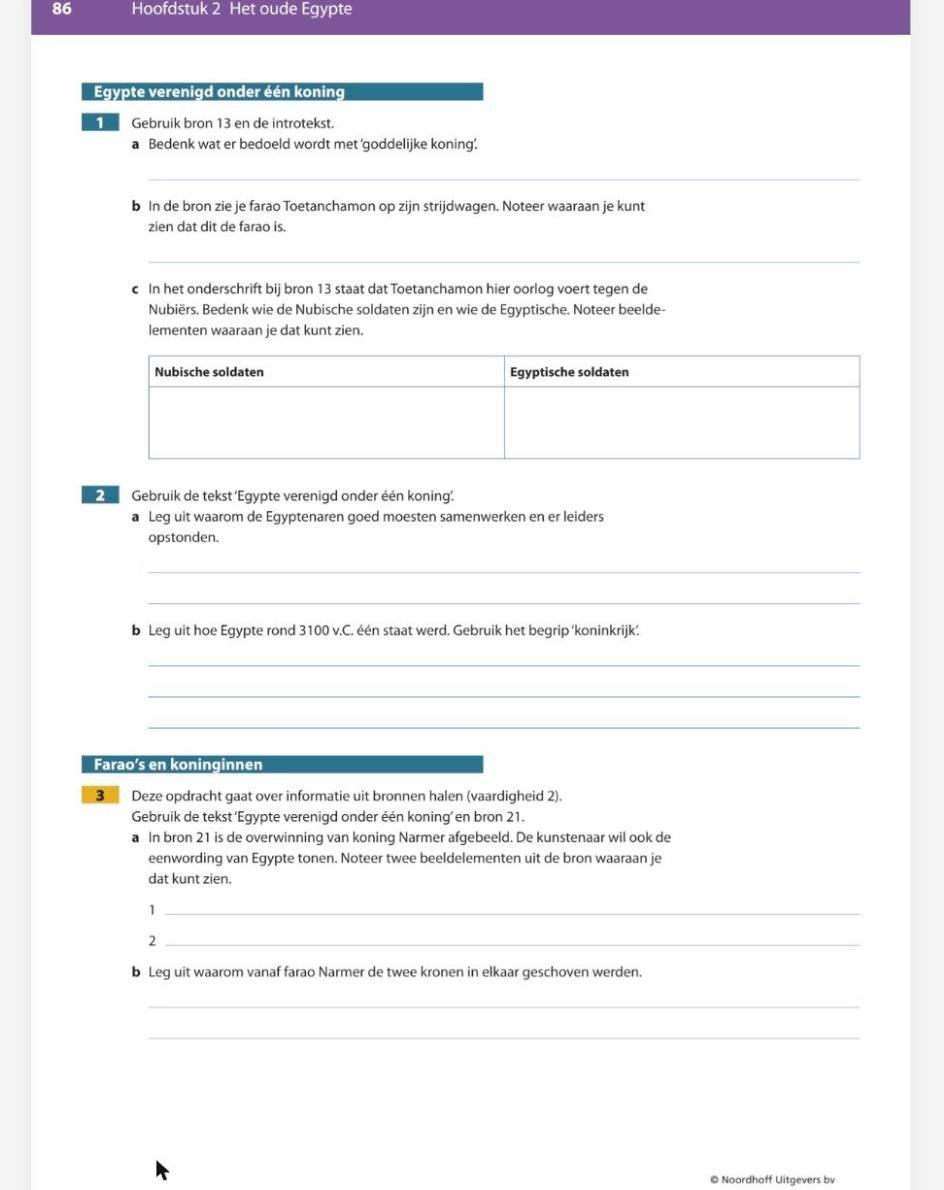 86 Hoofdstuk 2 Het oude Egypte
Egypte verenigd onder één koning
1 Gebruik bron 13 en de introtekst.
a Bedenk wat er bedoeld wordt met ‘goddelijke koning’.
b In de bron zie je farao Toetanchamon op zijn strijdwagen. Noteer waaraan je kunt
zien dat dit de farao is.
c In het onderschrift bij bron 13 staat dat Toetanchamon hier oorlog voert tegen de
Nubiërs. Bedenk wie de Nubische soldaten zijn en wie de Egyptische. Noteer beelde-
lementen waaraan je dat kunt zien.
Nubische soldaten Egyptische soldaten
2 Gebruik de tekst ‘Egypte verenigd onder één koning’.
a Leg uit waarom de Egyptenaren goed moesten samenwerken en er leiders
opstonden.
b Leg uit hoe Egypte rond 3100 v.C. één staat werd. Gebruik het begrip ‘koninkrijk’.
Farao’s en koninginnen
3 Deze opdracht gaat over informatie uit bronnen halen (vaardigheid 2).
Gebruik de tekst ‘Egypte verenigd onder één koning’ en bron 21.
a In bron 21 is de overwinning van koning Narmer afgebeeld. De kunstenaar wil ook de
eenwording van Egypte tonen. Noteer twee beeldelementen uit de bron waaraan je
dat kunt zien.
1
2
b Leg uit waarom vanaf farao Narmer de twee kronen in elkaar geschoven werden.
© Noordhoff Uitgevers bv